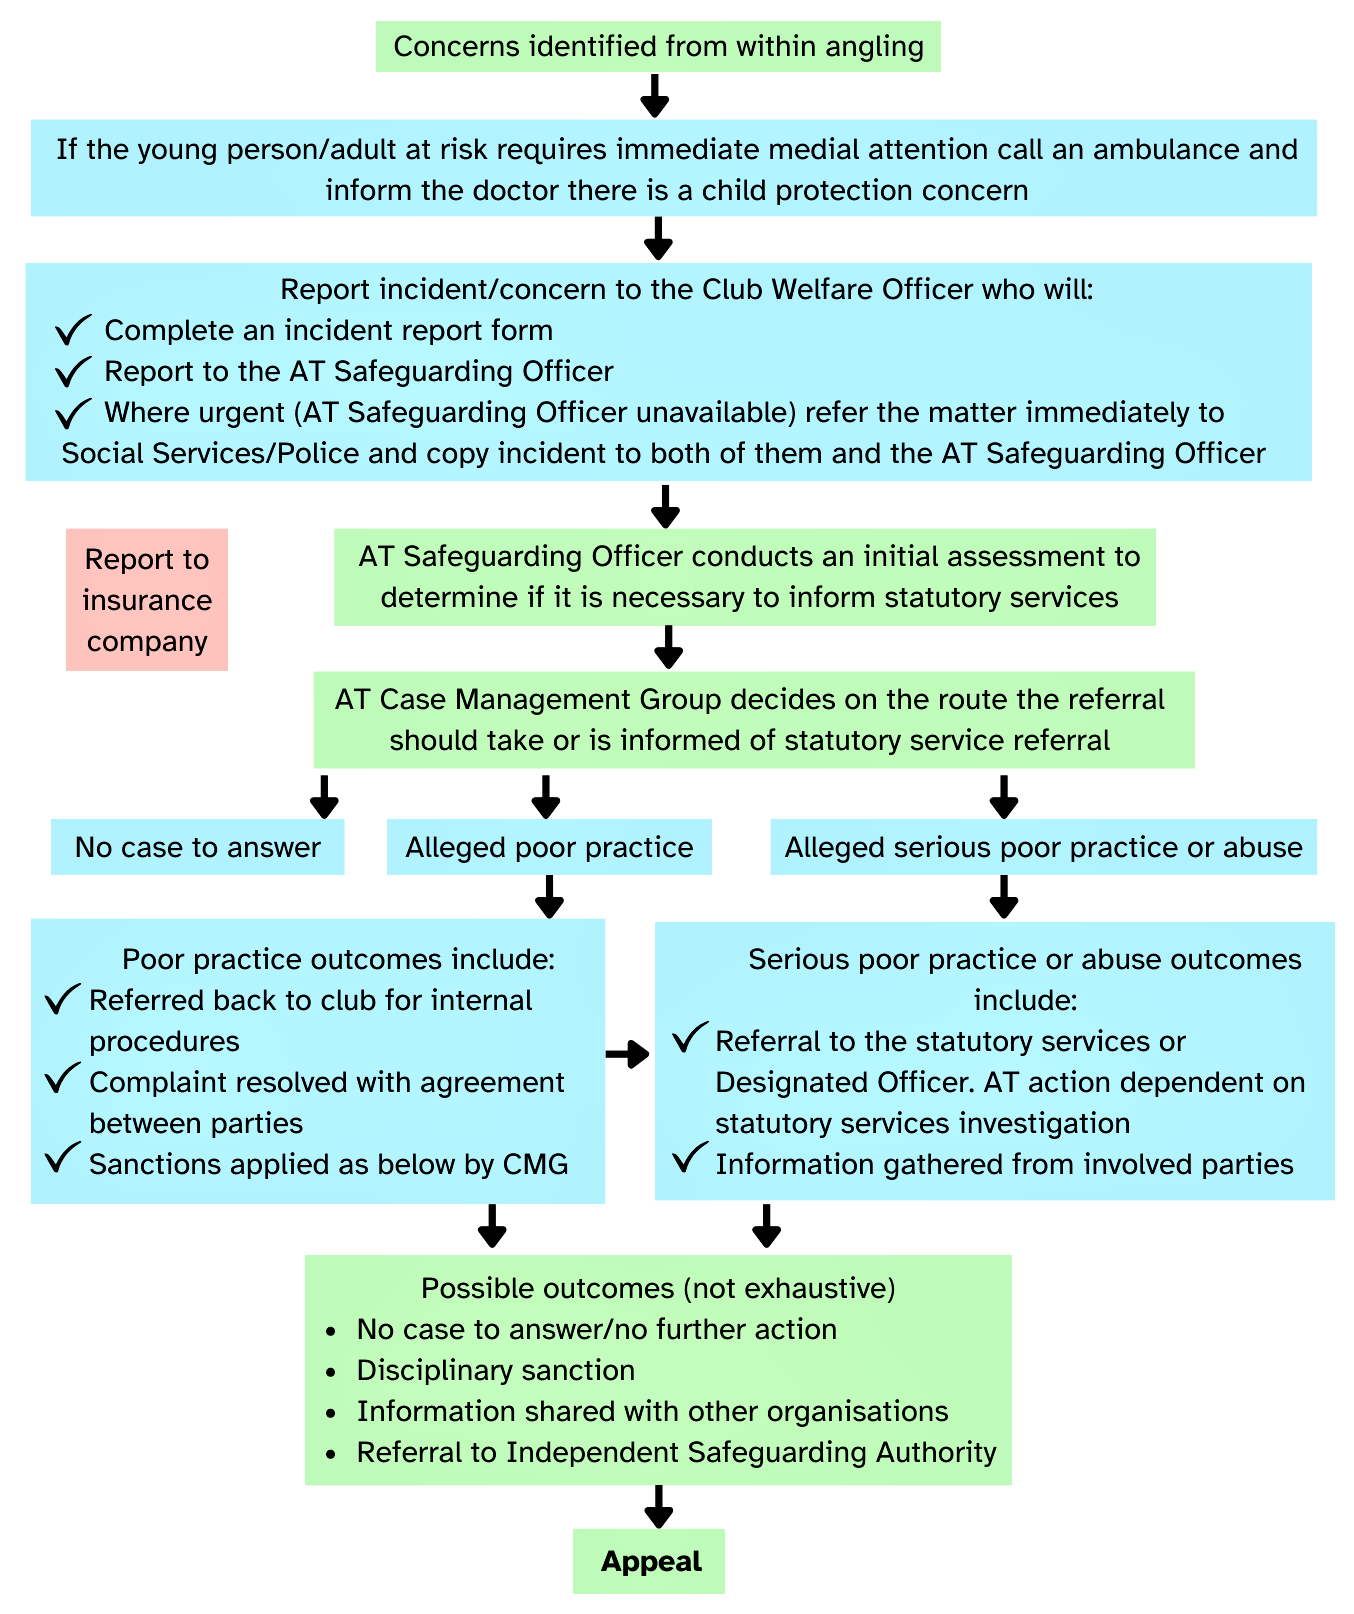 Concerns identified from within angling
If the young person/adult at risk requires immediate medial attention call an ambulance and
inform the doctor there is a child protection concern
Report incident/concern to the Club Welfare Officer who will:
✓ Complete an incident report form
✓ Report to the AT Safeguarding Officer
✓ Where urgent (AT Safeguarding Officer unavailable) refer the matter immediately to
Social Services/Police and copy incident to both of them and the AT Safeguarding Officer
Report to
insurance
company
AT Safeguarding Officer conducts an initial assessment to
determine if it is necessary to inform statutory services
AT Case Management Group decides on the route the referral
should take or is informed of statutory service referral
No case to answer
Alleged poor practice
Alleged serious poor practice or abuse
Poor practice outcomes include:
✓ Referred back to club for internal
procedures
✓ Complaint resolved with agreement
between parties
✓ Sanctions applied as below by CMG
Serious poor practice or abuse outcomes
include:
✓ Referral to the statutory services or
Designated Officer. AT action dependent on
statutory services investigation
✓ Information gathered from involved parties
Possible outcomes (not exhaustive)
• No case to answer/no further action
• Disciplinary sanction
• Information shared with other organisations
• Referral to Independent Safeguarding Authority
Appeal